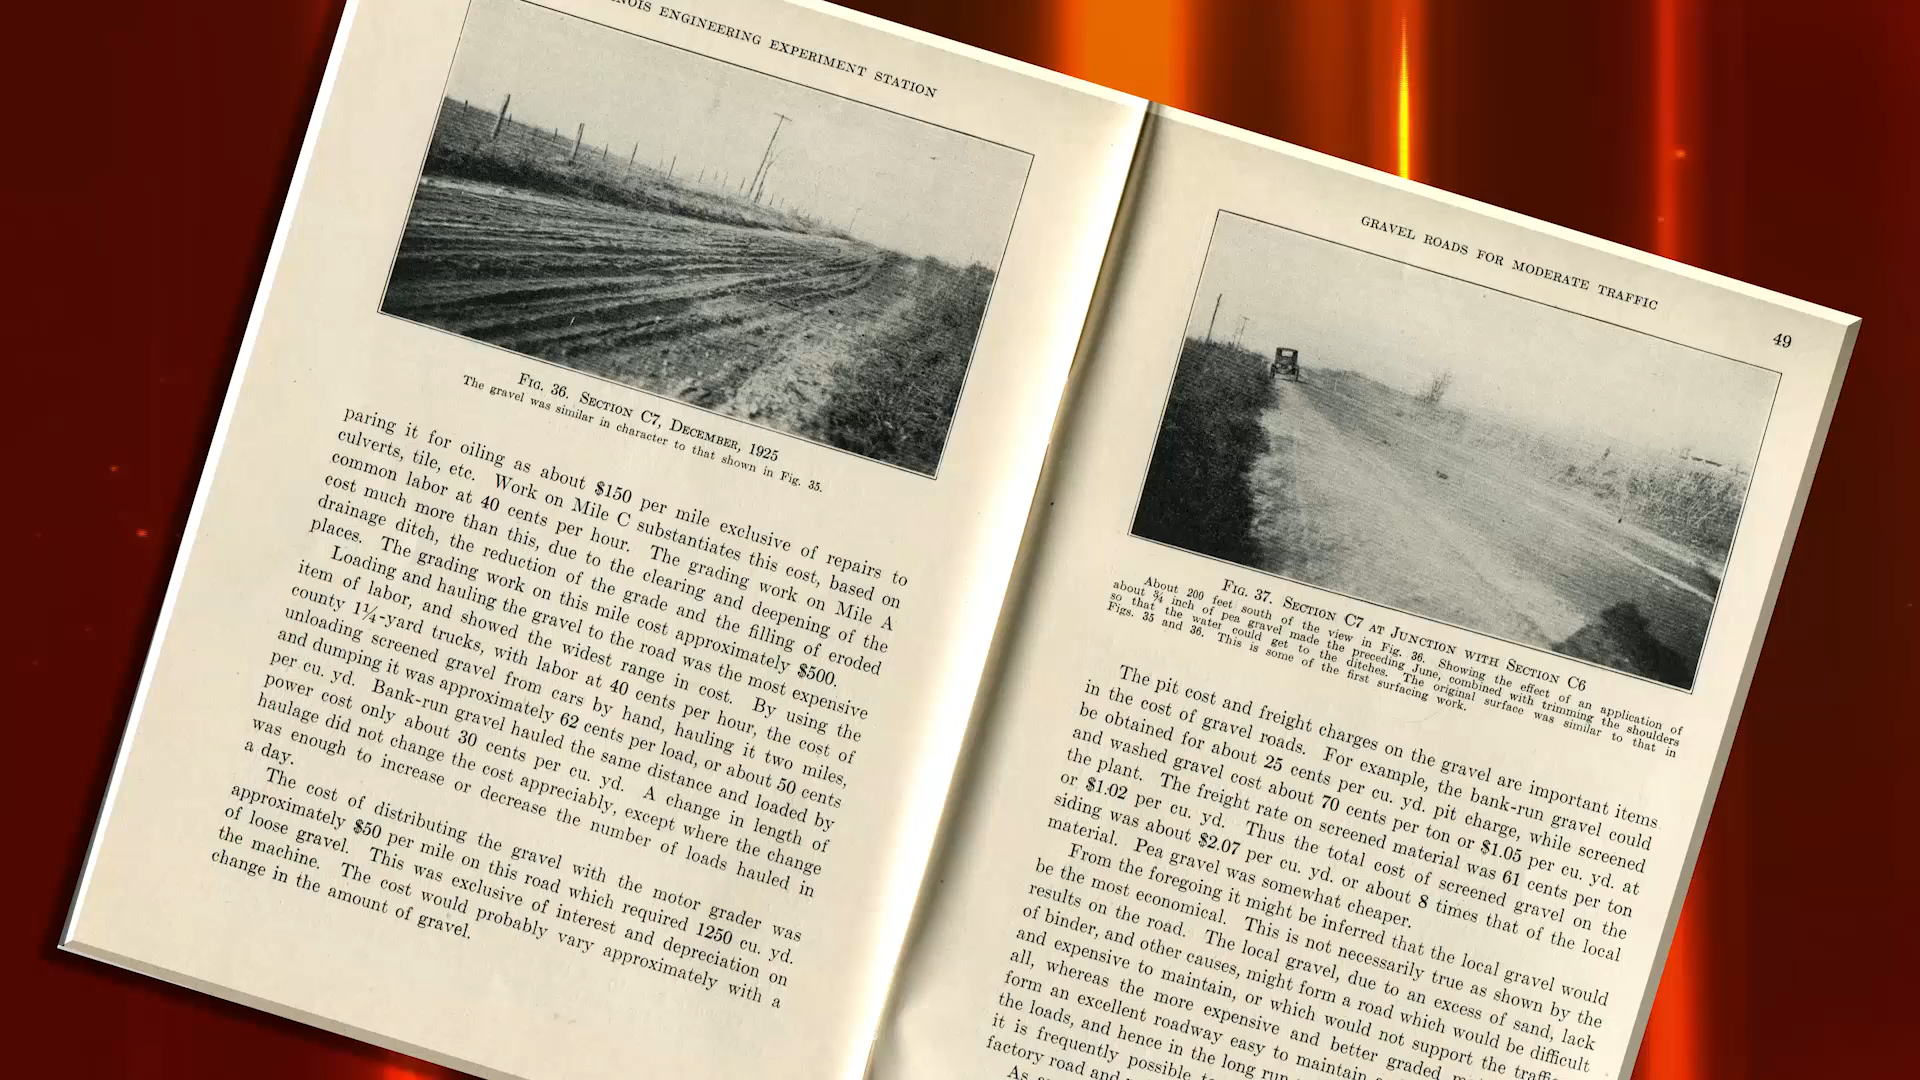 ENGINEERING EXPERIMENT STATION
FIG. 36. SECTION C7, DECEMBER, 1925
The gravel was similar in character to that shown in Fig. 35.
paring it for oiling as about $150 per mile exclusive of repairs to
culverts, tile, etc. Work on Mile C substantiates this cost, based on
common labor at 40 cents per hour. The grading work on Mile A
cost much more than this, due to the clearing and deepening of the
drainage ditch, the reduction of the grade and the filling of eroded
places. The grading work on this mile cost approximately $500.
Loading and hauling the gravel to the road was the most expensive
item of labor, and showed the widest range in cost. By using the
county 1¼-yard trucks, with labor at 40 cents per hour, the cost of
unloading screened gravel from cars by hand, hauling it two miles,
and dumping it was approximately 62 cents per load, or about 50 cents
per cu. yd. Bank-run gravel hauled the same distance and loaded by
power cost only about 30 cents per cu. yd. A change in length of
haulage did not change the cost appreciably, except where the change
was enough to increase or decrease the number of loads hauled in
a day.
The cost of distributing the gravel with the motor grader was
approximately $50 per mile on this road which required 1250 cu. yd.
of loose gravel. This was exclusive of interest and depreciation on
the machine. The cost would probably vary approximately with a
change in the amount of gravel.
GRAVEL ROADS FOR MODERATE TRAFFIC
49
FIG. 37. SECTION C7 AT JUNCTION WITH SECTION C6
About 200 feet south of the view in Fig. 36. Showing the effect of an application of
about ¾ inch of pea gravel made the preceding June, combined with trimming the shoulders
so that the water could get to the ditches. The original surface was similar to that in
Figs. 35 and 36. This is some of the first surfacing work.
The pit cost and freight charges on the gravel are important items
in the cost of gravel roads. For example, the bank-run gravel could
be obtained for about 25 cents per cu. yd. pit charge, while screened
and washed gravel cost about 70 cents per ton or $1.05 per cu. yd. at
the plant. The freight rate on screened material was 61 cents per ton
or $1.02 per cu. yd. Thus the total cost of screened gravel on the
siding was about $2.07 per cu. yd. or about 8 times that of the local
material. Pea gravel was somewhat cheaper.
From the foregoing it might be inferred that the local gravel would
be the most economical. This is not necessarily true as shown by the
results on the road. The local gravel, due to an excess of sand, lack
of binder, and other causes, might form a road which would be difficult
and expensive to maintain, or which would not support the traffic
all, whereas the more expensive and better graded
form an excellent roadway easy to maintain
the loads, and hence in the long run
it is frequently possible
factory road and
As